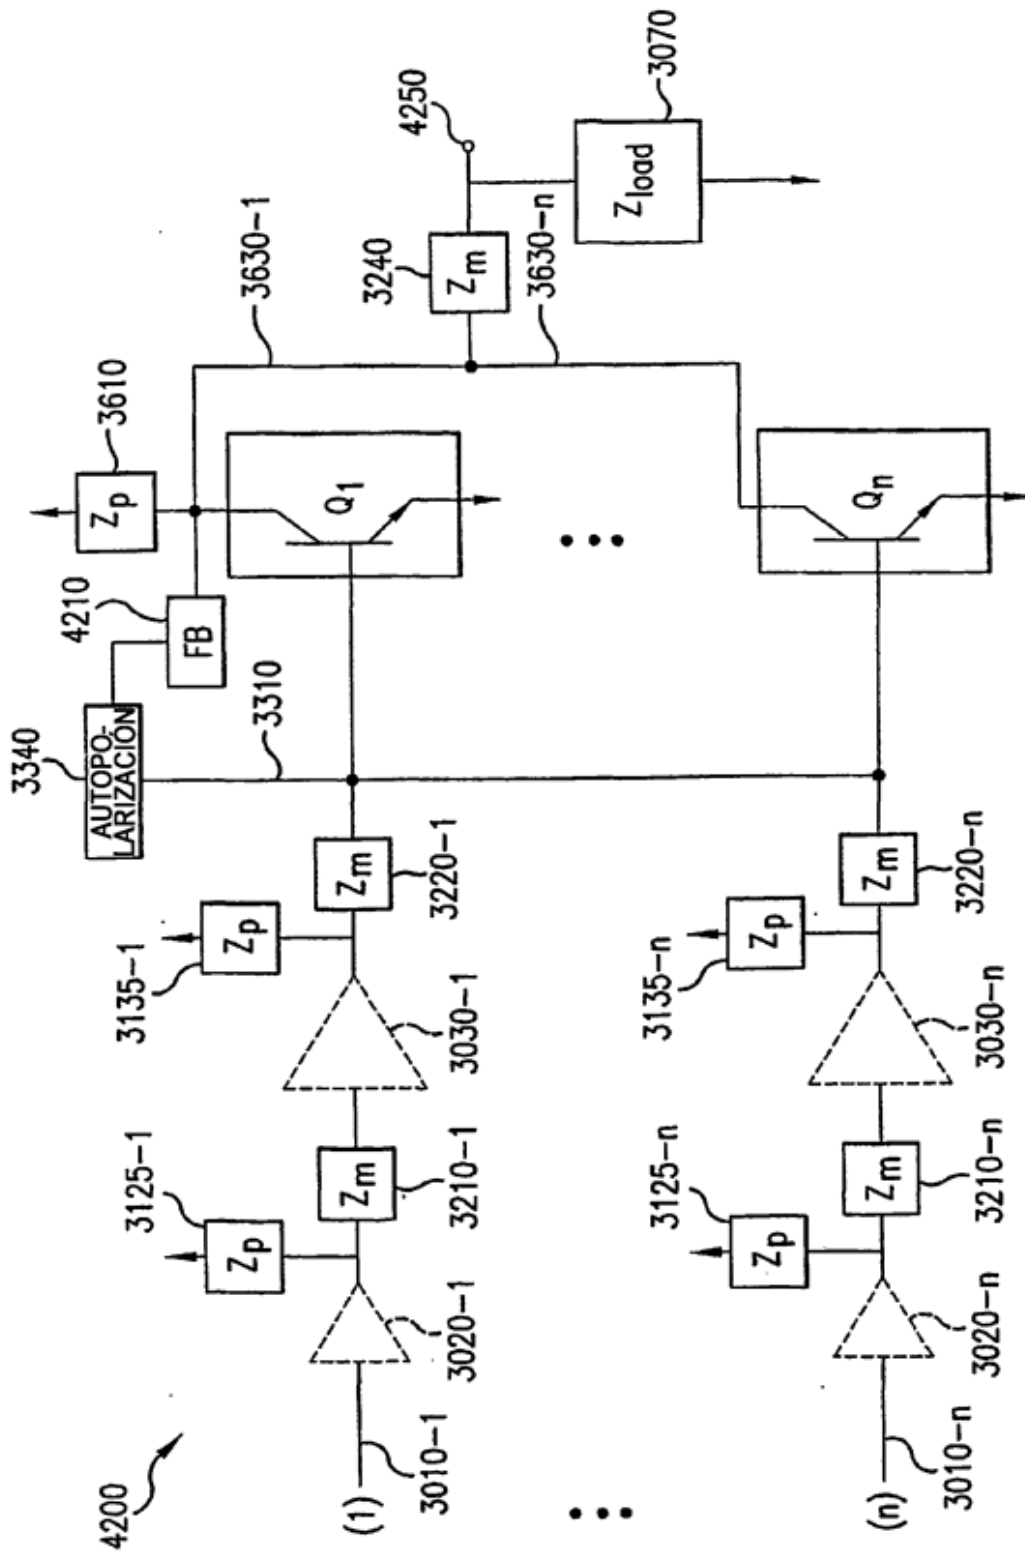 4200
(1)
3010-1
3020-1
3125-1
Zp
3210-1
Zm
3030-1
3135-1
Zp
3220-1
Zm
3340
AUTOPO-
LARIZACIÓN
3310
4210
FB
Zp
3610
Q1
3630-1
3240
Zm
4250
Zload
3070
3630-n
(n)
3010-n
3020-n
3125-n
Zp
3210-n
Zm
3030-n
3135-n
Zp
3220-n
Zm
Qn